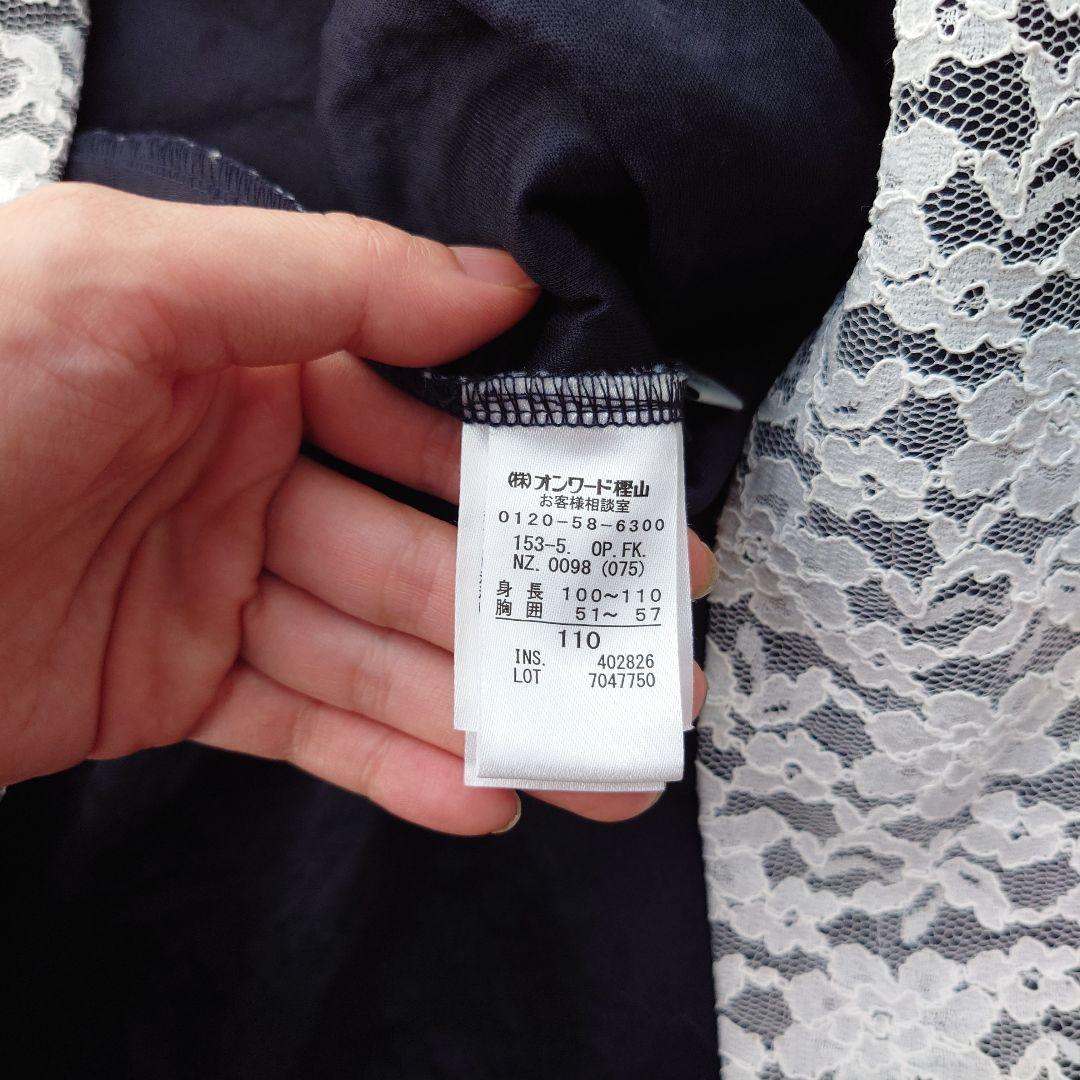 (株)オンワード樫山
お客様相談室
0120-58-6300
153-5. OP.FK.
NZ.0098 (075)
身長 100～110
胸囲 51～ 57
110
INS. 402826
LOT 7047750